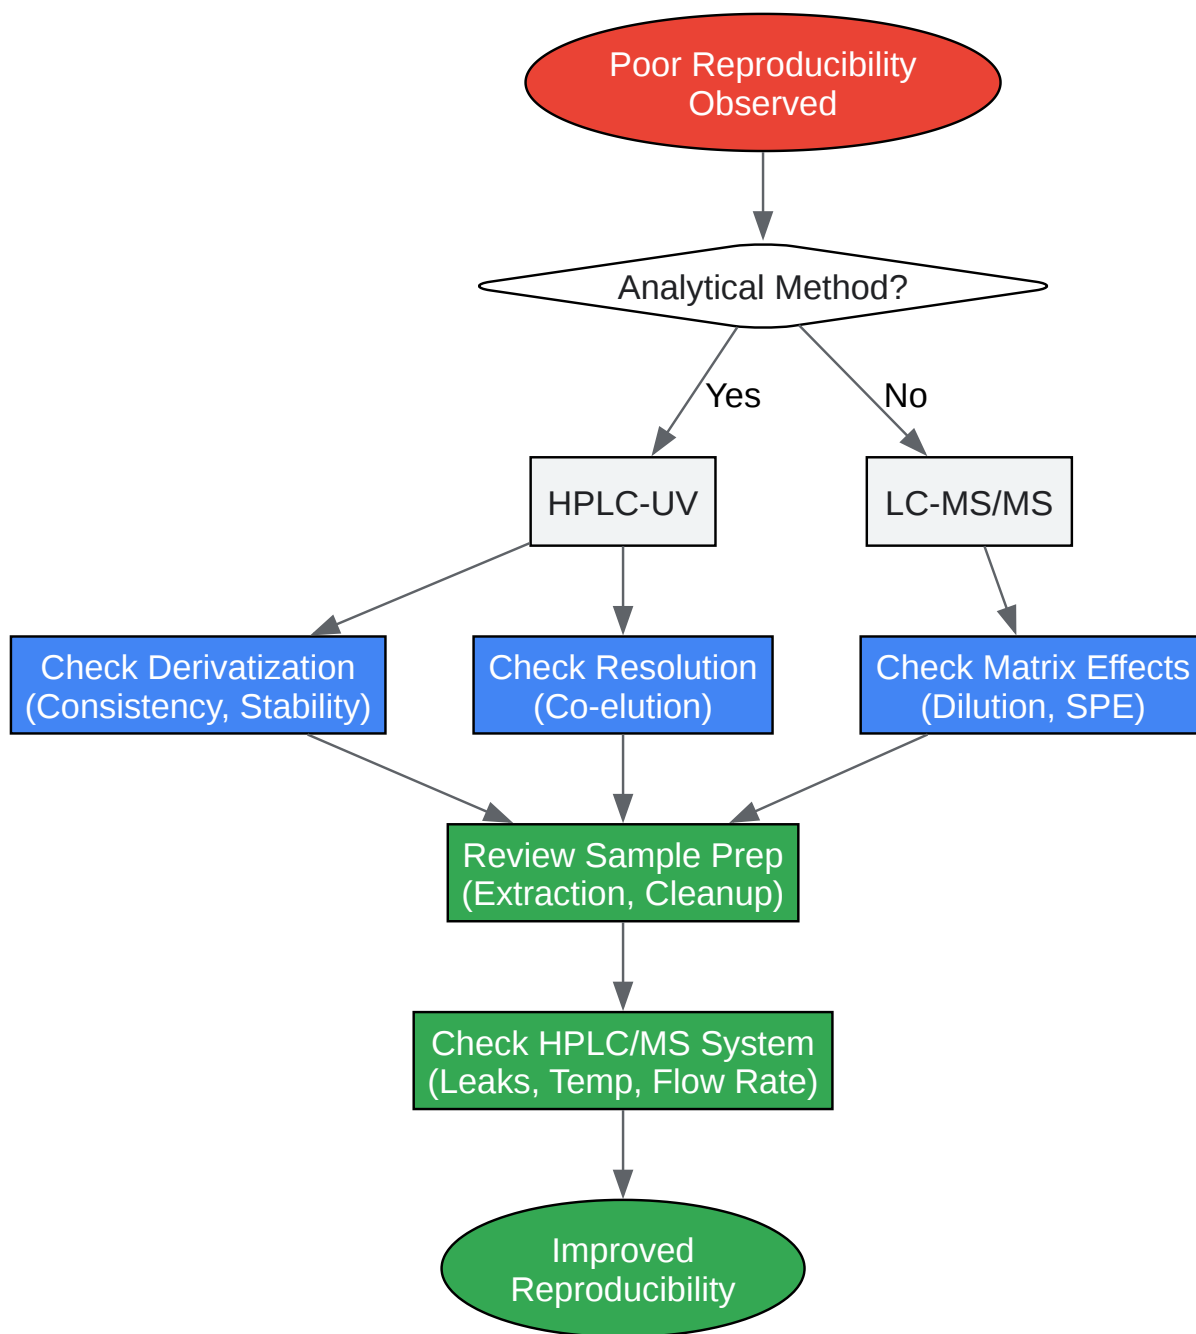 Poor Reproducibility
Observed
Analytical Method?
Yes
No
HPLC-UV
LC-MS/MS
Check Derivatization
(Consistency, Stability)
Check Resolution
(Co-elution)
Check Matrix Effects
(Dilution, SPE)
Review Sample Prep
(Extraction, Cleanup)
Check HPLC/MS System
(Leaks, Temp, Flow Rate)
Improved
Reproducibility